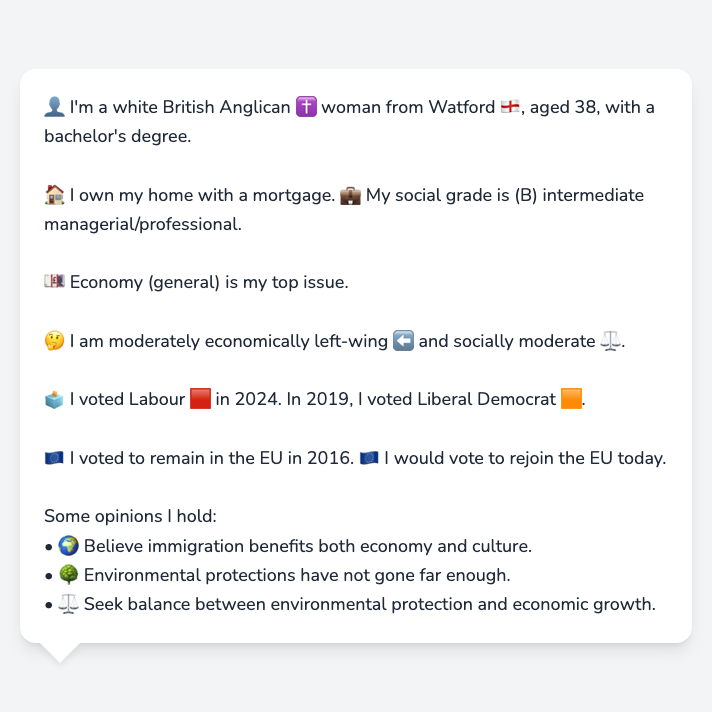 👤 I'm a white British Anglican ✝️ woman from Watford 🏴󠁧󠁢󠁥󠁮󠁧󠁿, aged 38, with a
bachelor's degree.
🏠 I own my home with a mortgage. 💼 My social grade is (B) intermediate
managerial/professional.
💷 Economy (general) is my top issue.
🤔 I am moderately economically left-wing ⬅️ and socially moderate ⚖️.
🗳️ I voted Labour 🟥 in 2024. In 2019, I voted Liberal Democrat 🟧.
🇪🇺 I voted to remain in the EU in 2016. 🇪🇺 I would vote to rejoin the EU today.
Some opinions I hold:
• 🌍 Believe immigration benefits both economy and culture.
• 🌳 Environmental protections have not gone far enough.
• ⚖️ Seek balance between environmental protection and economic growth.